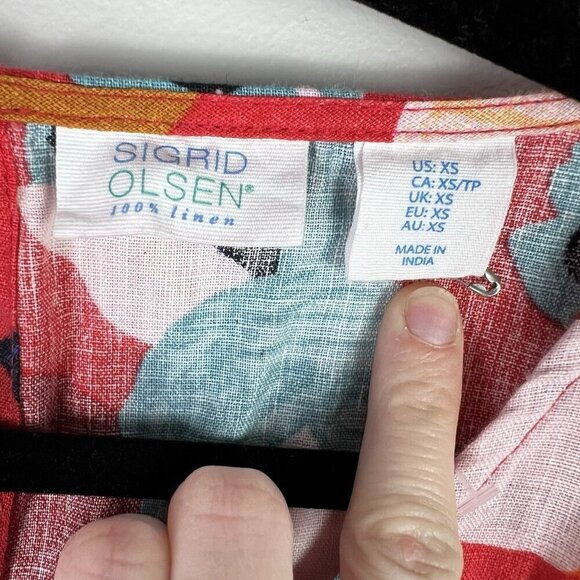 SIGRID
OLSEN®
100% linen
US: XS
CA: XS/TP
UK: XS
EU: XS
AU: XS
MADE IN
INDIA